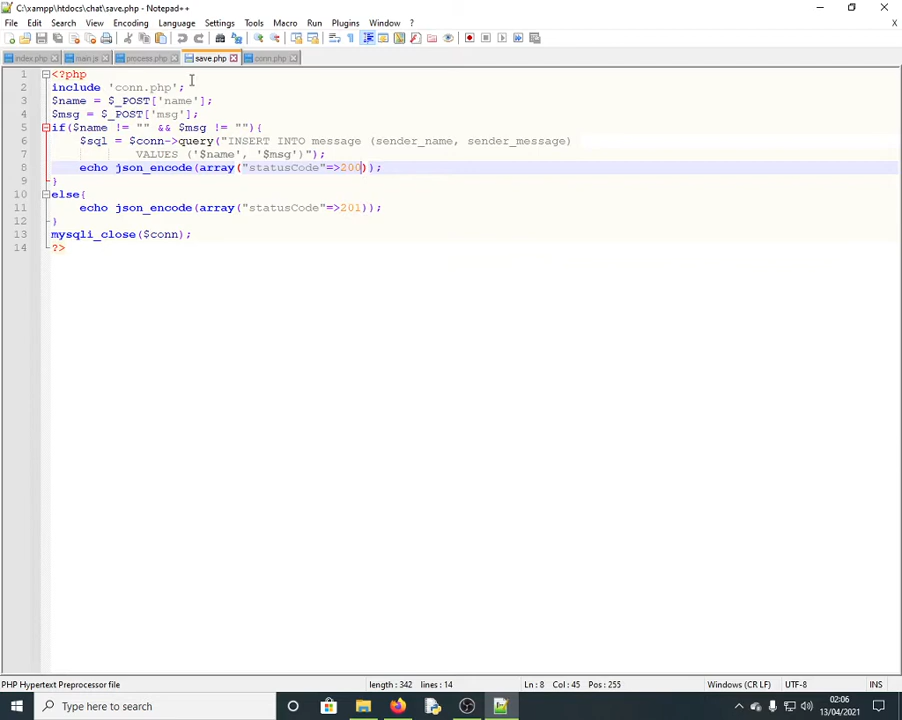 C:\xampp\htdocs\chat\save.php - Notepad++
File Edit Search View Encoding Language Settings Tools Macro Run Plugins Window ?
index.php main.js process.php save.php conn.php
1 <?php
2 include 'conn.php';
3 $name = $_POST['name'];
4 $msg = $_POST['msg'];
5 if($name != "" && $msg != ""){
6 $sql = $conn->query("INSERT INTO message (sender_name, sender_message)
7 VALUES ('$name', '$msg')");
8 echo json_encode(array("statusCode"=>200));
9 }
10 else{
11 echo json_encode(array("statusCode"=>201));
12 }
13 mysqli_close($conn);
14 ?>
PHP Hypertext Preprocessor file length : 342 lines : 14 Ln : 8 Col : 45 Pos : 255 Windows (CR LF) UTF-8 INS
Type here to search
02:06
13/04/2021